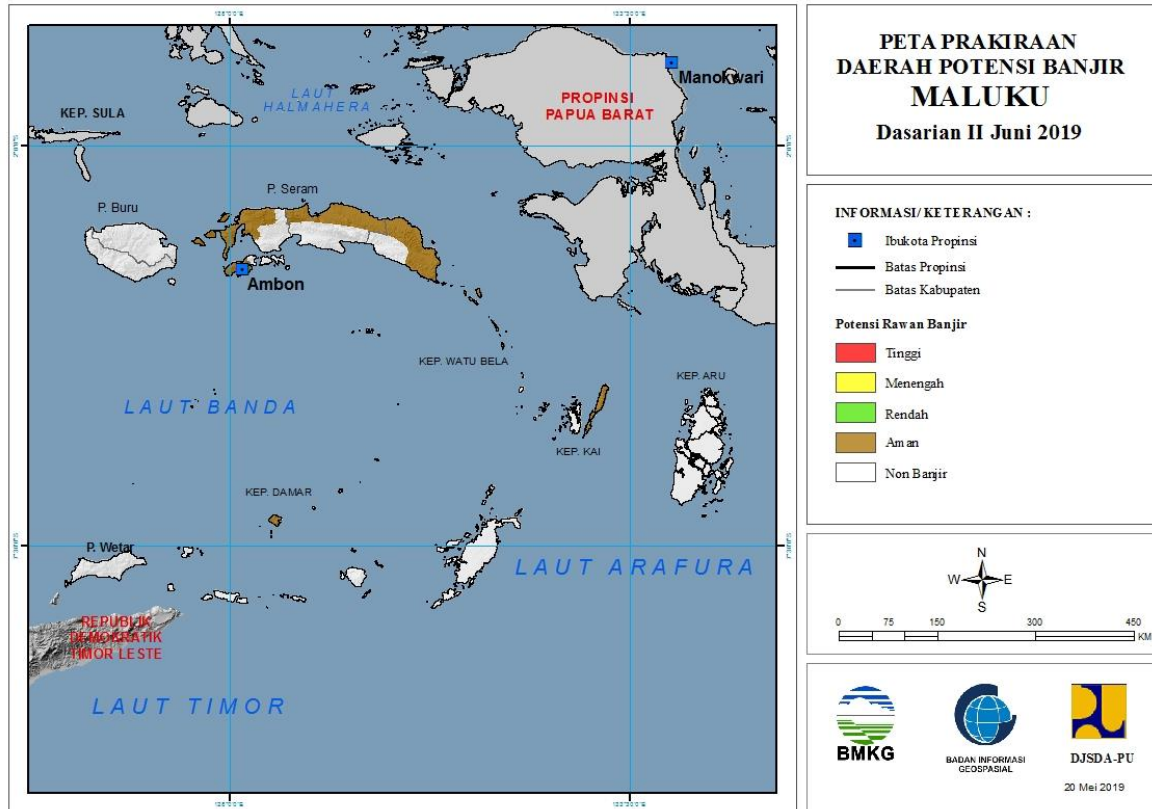 PETA PRAKIRAAN
DAERAH POTENSI BANJIR
MALUKU
Dasarian II Juni 2019
INFORMASI/ KETERANGAN :
Ibukota Propinsi
Batas Propinsi
Batas Kabupaten
Potensi Rawan Banjir
Tinggi
Menengah
Rendah
Aman
Non Banjir
N
W E
S
0 75 150 300 450
KM
BMKG
BADAN INFORMASI
GEOSPASIAL
DJSDA-PU
20 Mei 2019
Manokwari
LAUT
HALMAHERA
PROPINSI
PAPUA BARAT
KEP. SULA
P. Seram
P. Buru
Ambon
KEP. WATU BELA
KEP. ARU
LAUT BANDA
KEP. KAI
KEP. DAMAR
P. Wetar
LAUT ARAFURA
REPUBLIK
DEMOGRATIK
TIMOR LESTE
LAUT TIMOR